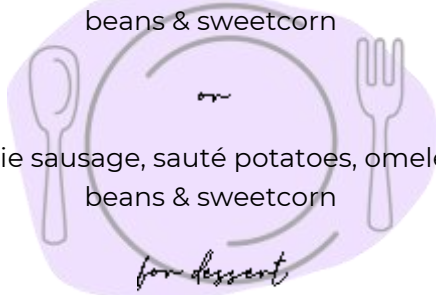 beans & sweetcorn
or
sausage, sauté potatoes,
beans & sweetcorn
for dessert